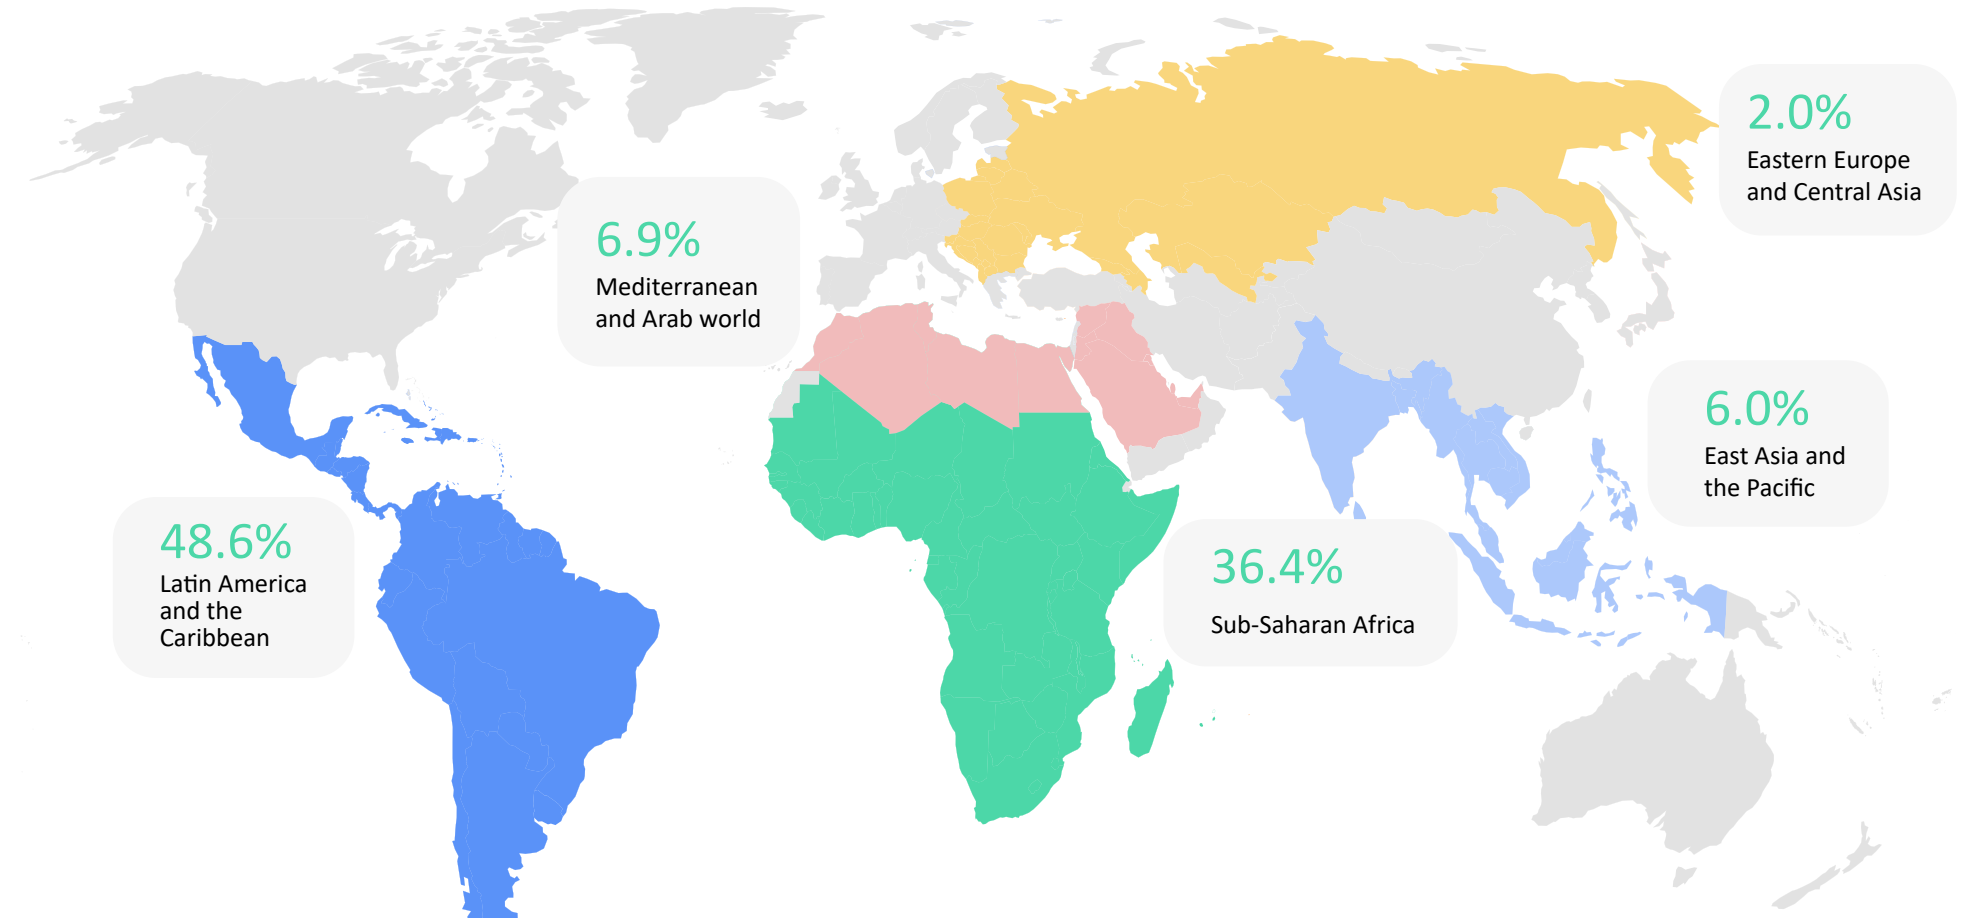 2.0%
Eastern Europe
and Central Asia
6.9%
Mediterranean
and Arab world
6.0%
East Asia and
the Pacific
48.6%
Latin America
and the
Caribbean
36.4%
Sub-Saharan Africa